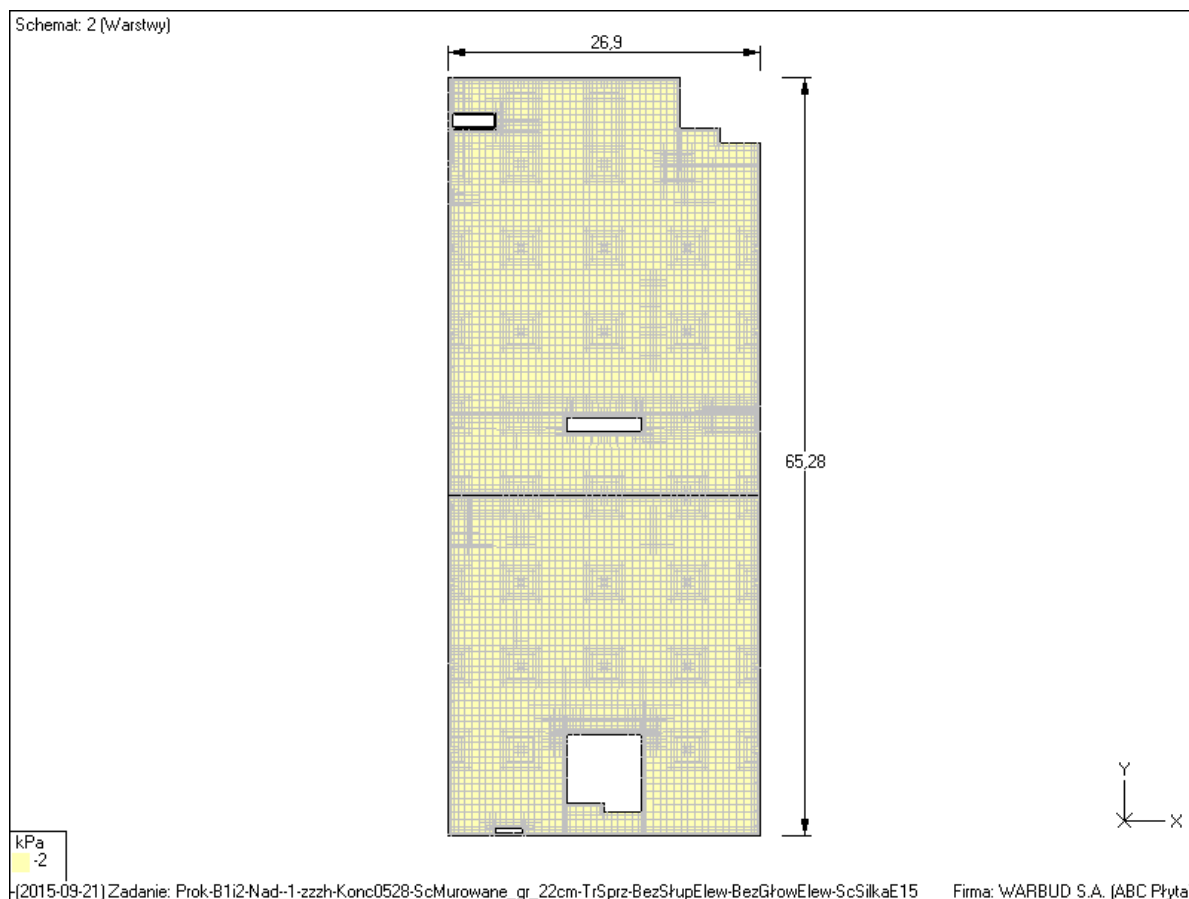 Schemat: 2 (Warstwy)
26,9
65,28
Y
X
kPa
-2
-(2015-09-21) Zadanie: Prok-B1i2-Nad--1-zzzh-Konc0528-ScMurowane_gr_22cm-TrSprz-BezSłupElew-BezGłowElew-ScSilkaE15 Firma: WARBUD S.A. (ABC Płyta